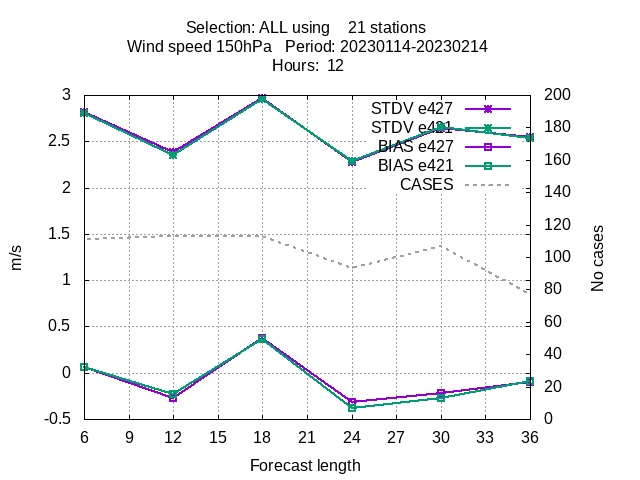 Selection: ALL using    21 stations
Wind speed 150hPa   Period: 20230114-20230214
Hours:  12
3
2.5
2
1.5
1
0.5
0
-0.5
m/s
STDV e427
STDV e421
BIAS e427
BIAS e421
CASES
200
180
160
140
120
100
80
60
40
20
0
No cases
6 9 12 15 18 21 24 27 30 33 36
Forecast length